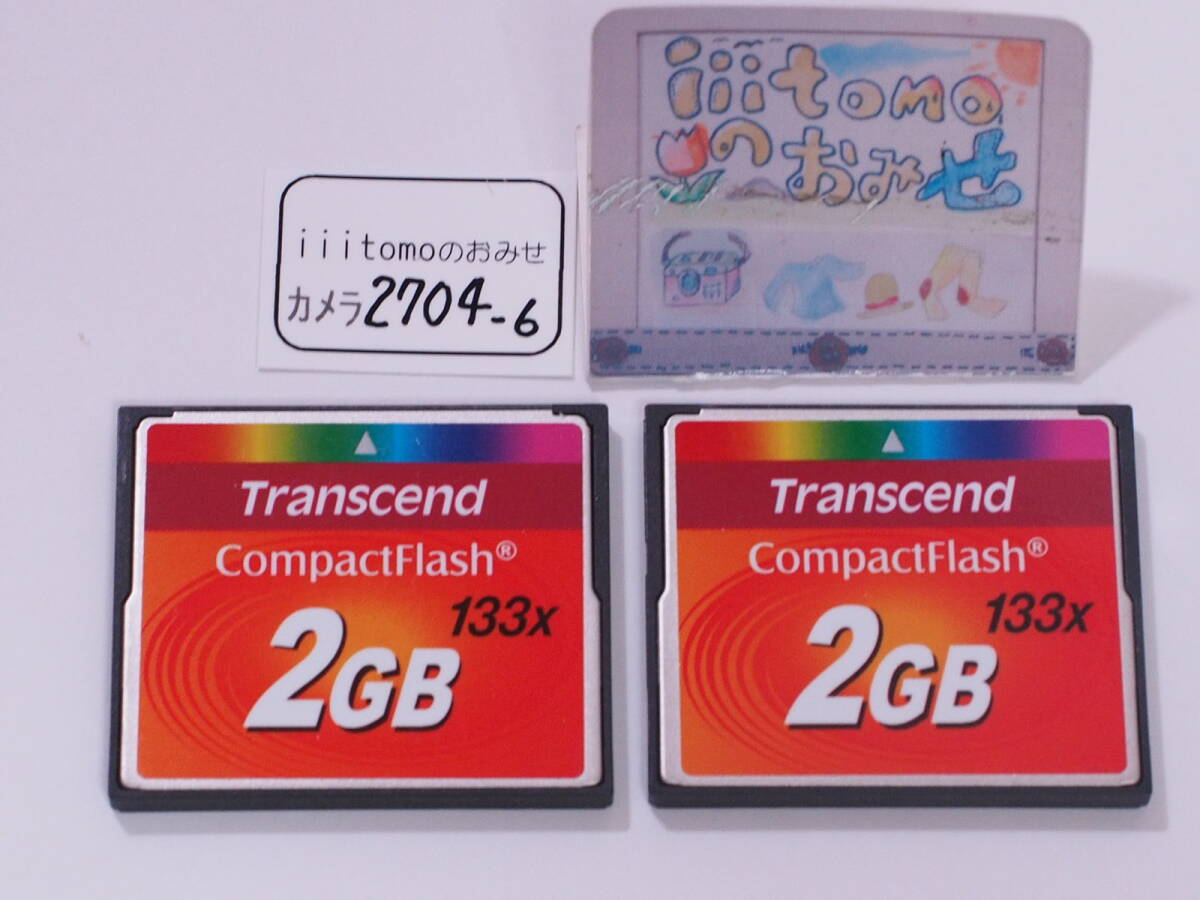 iiitomo
のおみせ
iiitomoのおみせ
カメラ2704-6
Transcend
CompactFlash®
133x
2GB
Transcend
CompactFlash®
133x
2GB